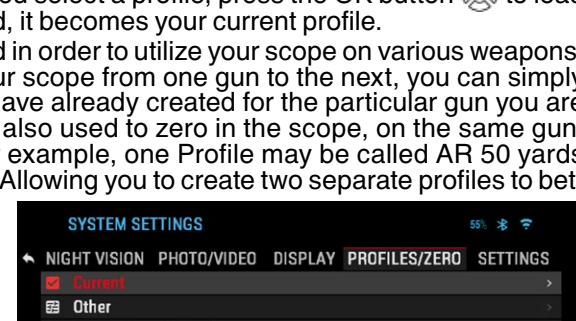 ed select a profile, press the OK button to load
d, it becomes your current profile.
d in order to utilize your scope on various weapons
ur scope from one gun to the next, you can simply
ave already created for the particular gun you are
also used to zero in the scope, on the same gun
r example, one Profile may be called AR 50 yards
Allowing you to create two separate profiles to bet
SYSTEM SETTINGS 55%
NIGHT VISION PHOTO/VIDEO DISPLAY PROFILES/ZERO SETTINGS
Current
Other